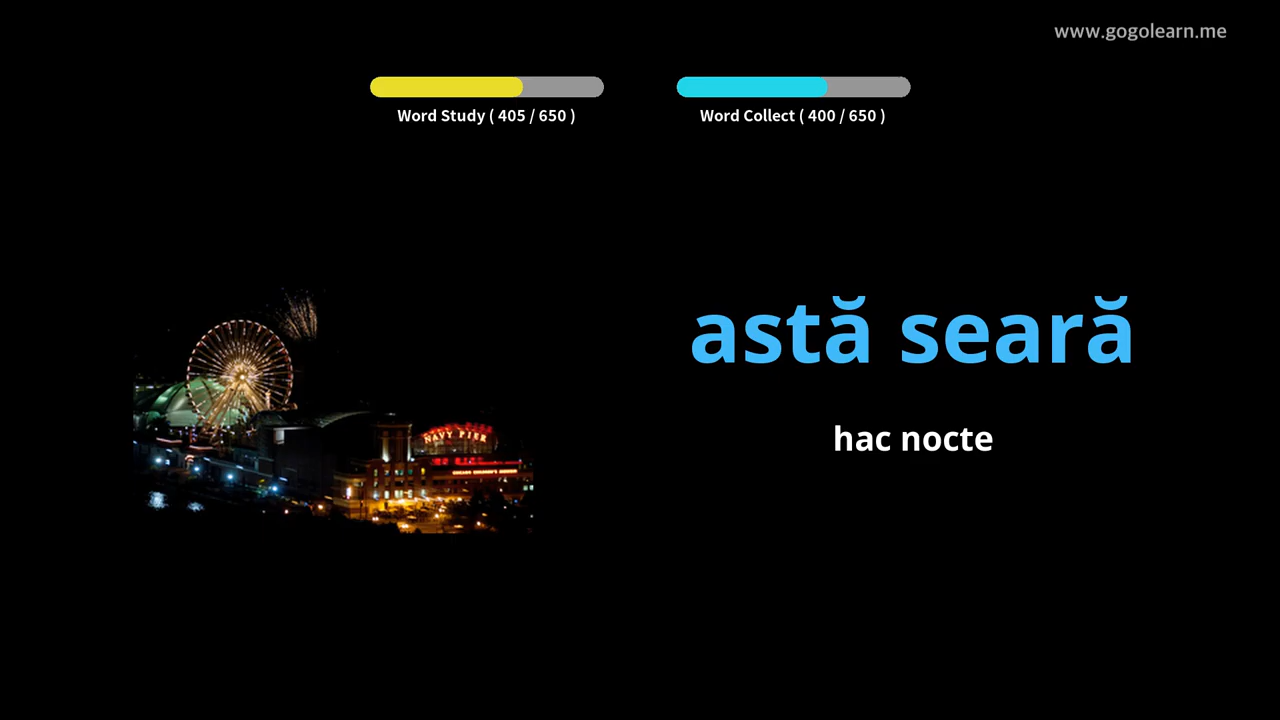 www.gogolearn.me
Word Study ( 405 / 650 )
Word Collect ( 400 / 650 )
astă seară
hac nocte
NAVY PIER